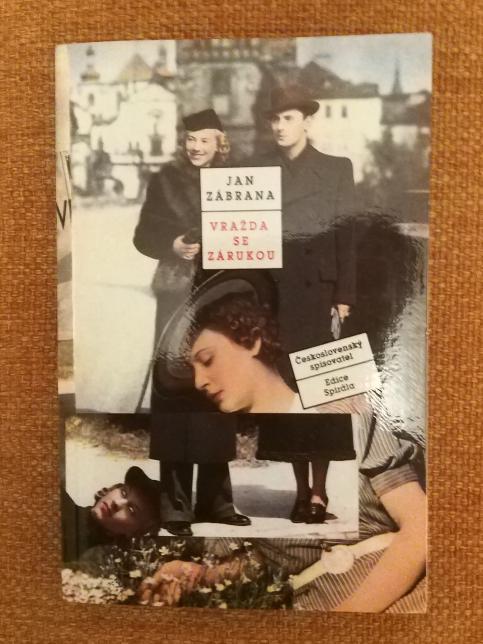 JAN
ZÁBRANA
VRAŽDA
SE
ZÁRUKOU
Československý
spisovatel
Edice
Spirála